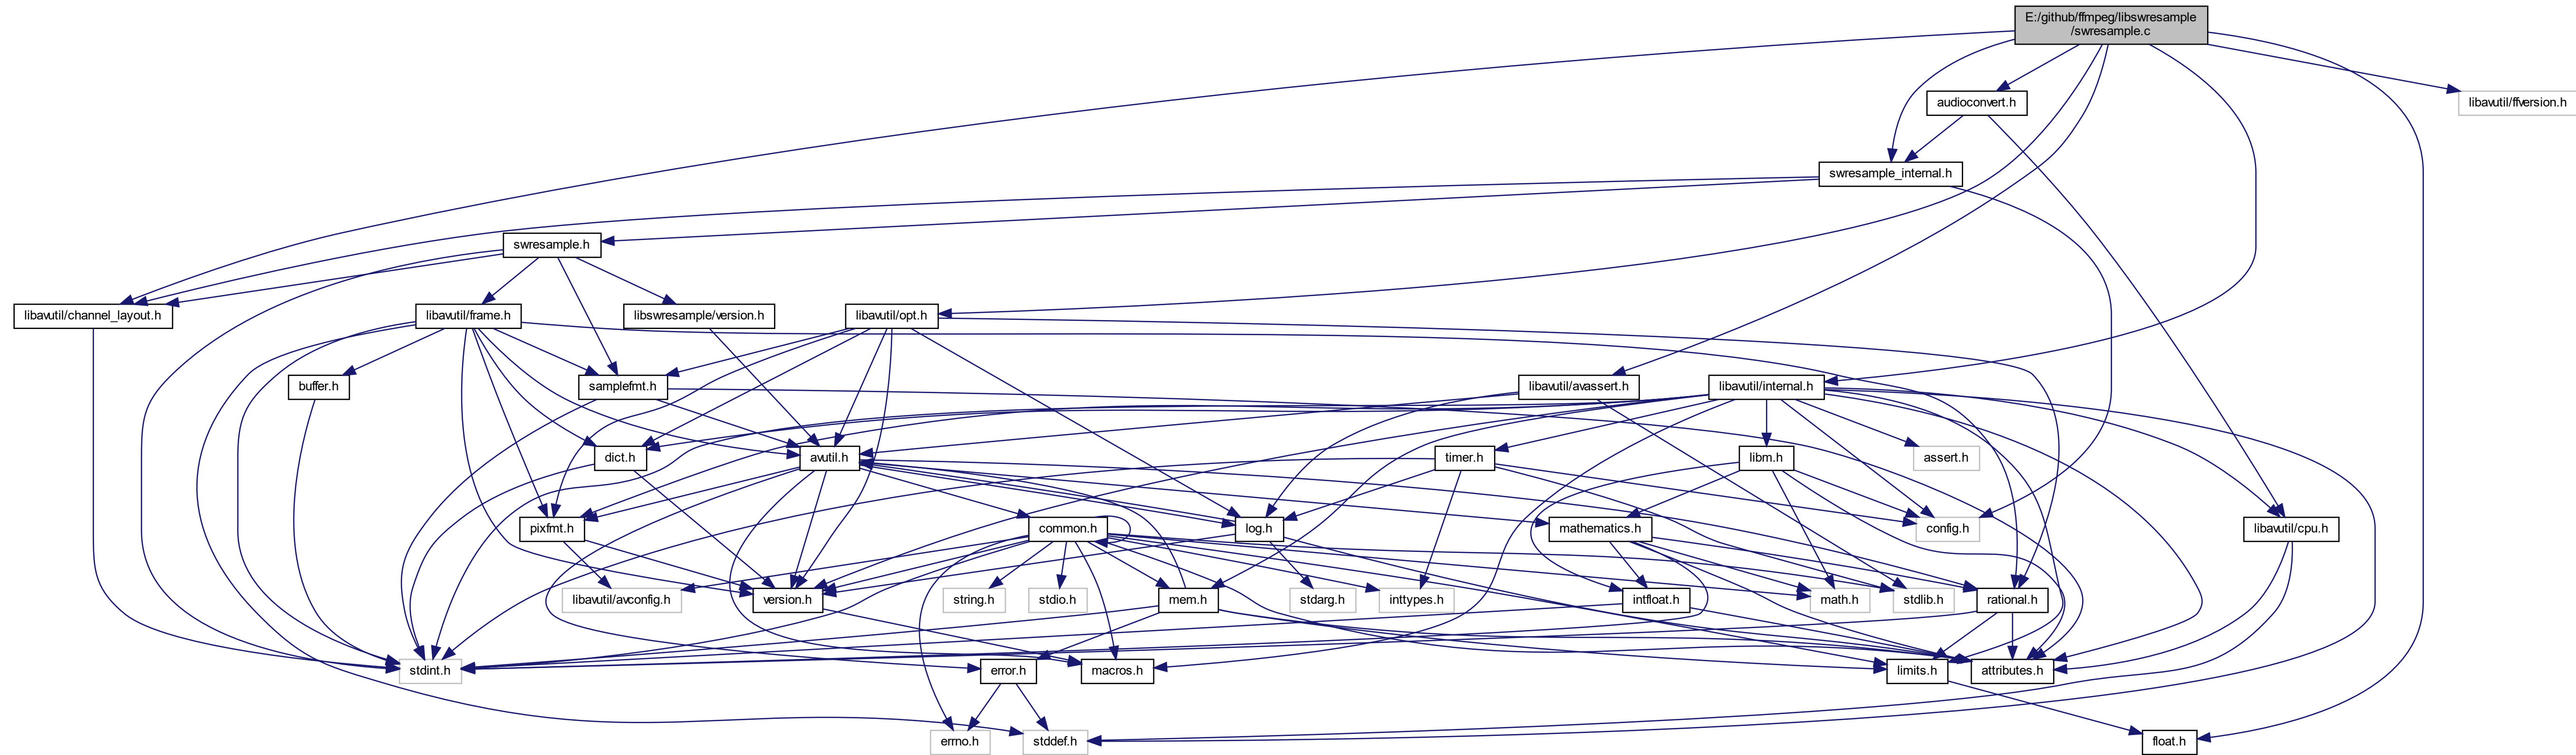 E:/github/ffmpeg/libswresample
/swresample.c
audioconvert.h
libavutil/ffversion.h
swresample_internal.h
swresample.h
libavutil/channel_layout.h
libavutil/frame.h
libswresample/version.h
libavutil/opt.h
buffer.h
samplefmt.h
libavutil/avassert.h
libavutil/internal.h
dict.h
avutil.h
timer.h
libm.h
assert.h
pixfmt.h
common.h
log.h
mathematics.h
config.h
libavutil/cpu.h
libavutil/avconfig.h
version.h
string.h
stdio.h
mem.h
stdarg.h
inttypes.h
intfloat.h
math.h
stdlib.h
rational.h
stdint.h
error.h
macros.h
limits.h
attributes.h
errno.h
stddef.h
float.h